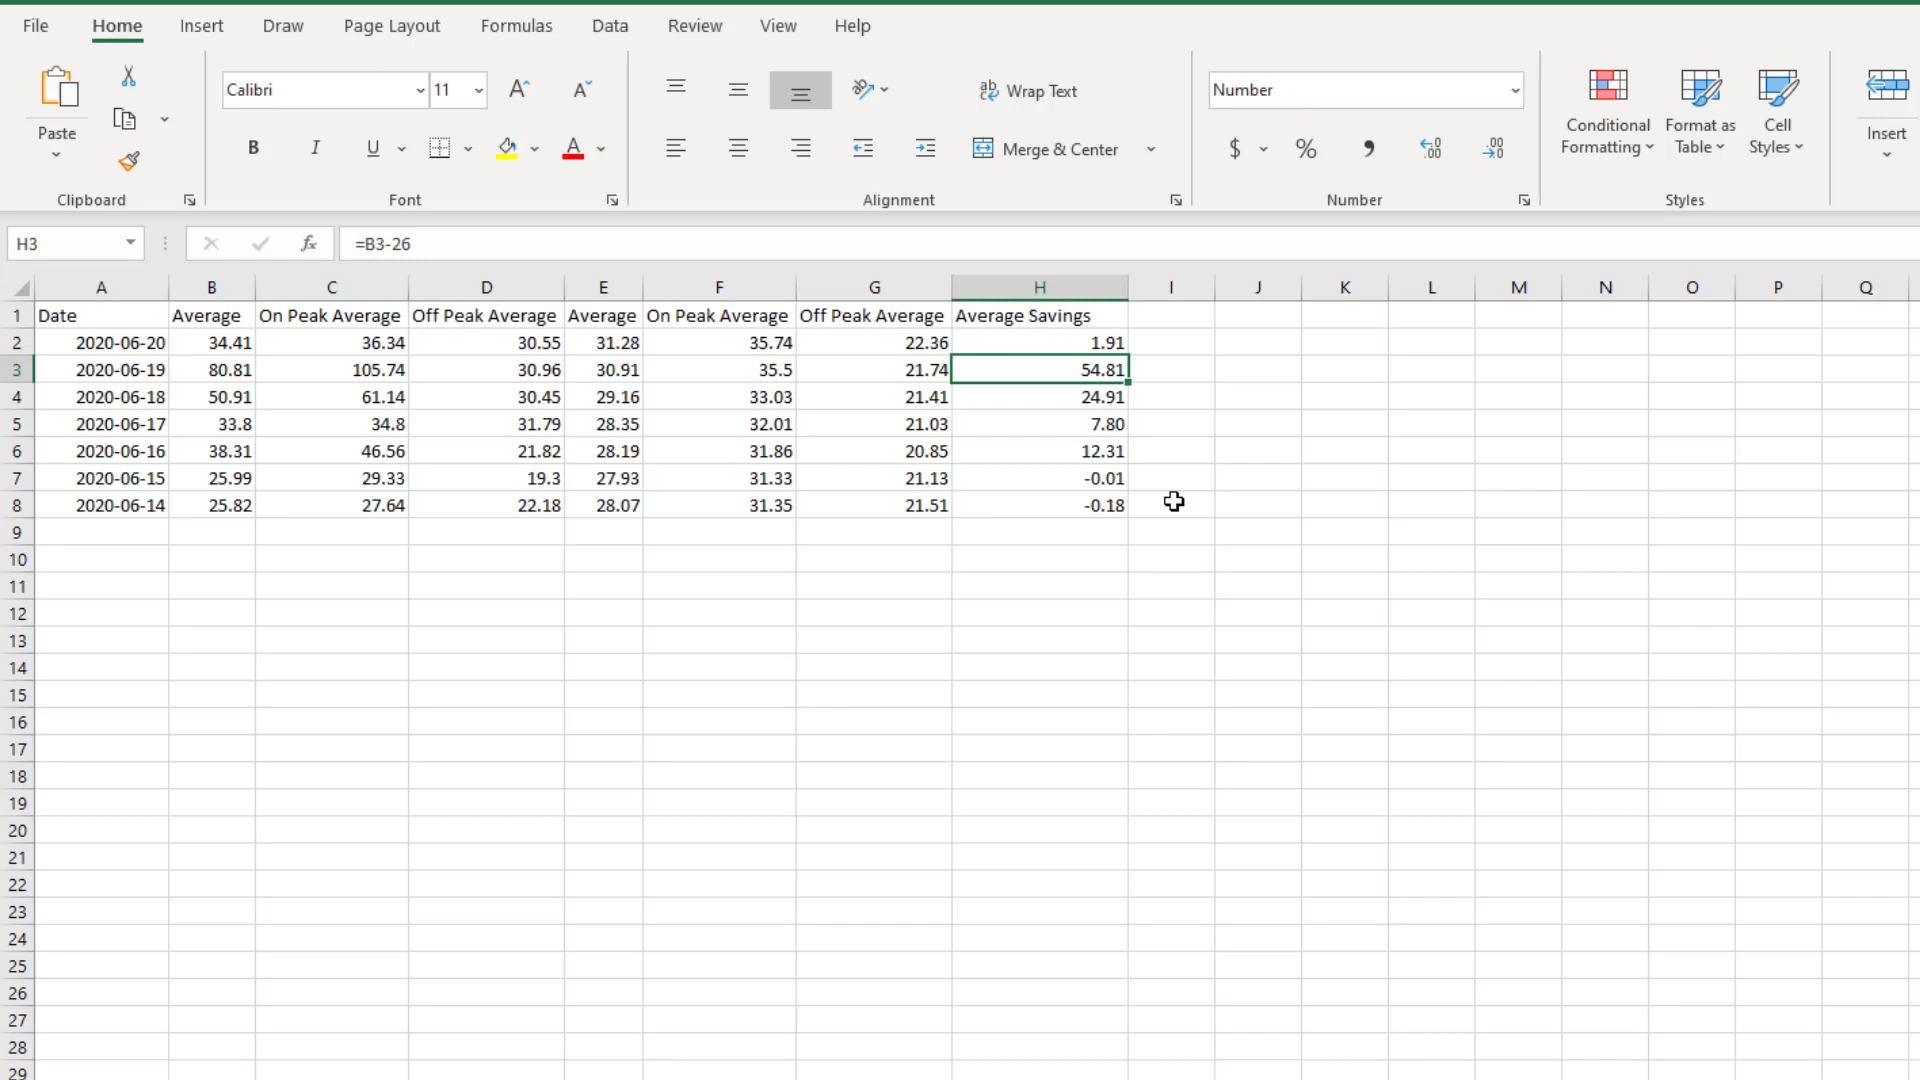 File Home Insert Draw Page Layout Formulas Data Review View Help
Paste
Clipboard
Calibri 11
B I U A
Font
ab Wrap Text
Merge & Center
Alignment
Number
$ % , .00 .00
Number
Conditional Formatting
Format as Table
Cell Styles
Styles
Insert
H3 fx =B3-26
A B C D E F G H I J K L M N O P Q
1 Date Average On Peak Average Off Peak Average Average On Peak Average Off Peak Average Average Savings
2 2020-06-20 34.41 36.34 30.55 31.28 35.74 22.36 1.91
3 2020-06-19 80.81 105.74 30.96 30.91 35.5 21.74 54.81
4 2020-06-18 50.91 61.14 30.45 29.16 33.03 21.41 24.91
5 2020-06-17 33.8 34.8 31.79 28.35 32.01 21.03 7.80
6 2020-06-16 38.31 46.56 21.82 28.19 31.86 20.85 12.31
7 2020-06-15 25.99 29.33 19.3 27.93 31.33 21.13 -0.01
8 2020-06-14 25.82 27.64 22.18 28.07 31.35 21.51 -0.18
9
10
11
12
13
14
15
16
17
18
19
20
21
22
23
24
25
26
27
28
29